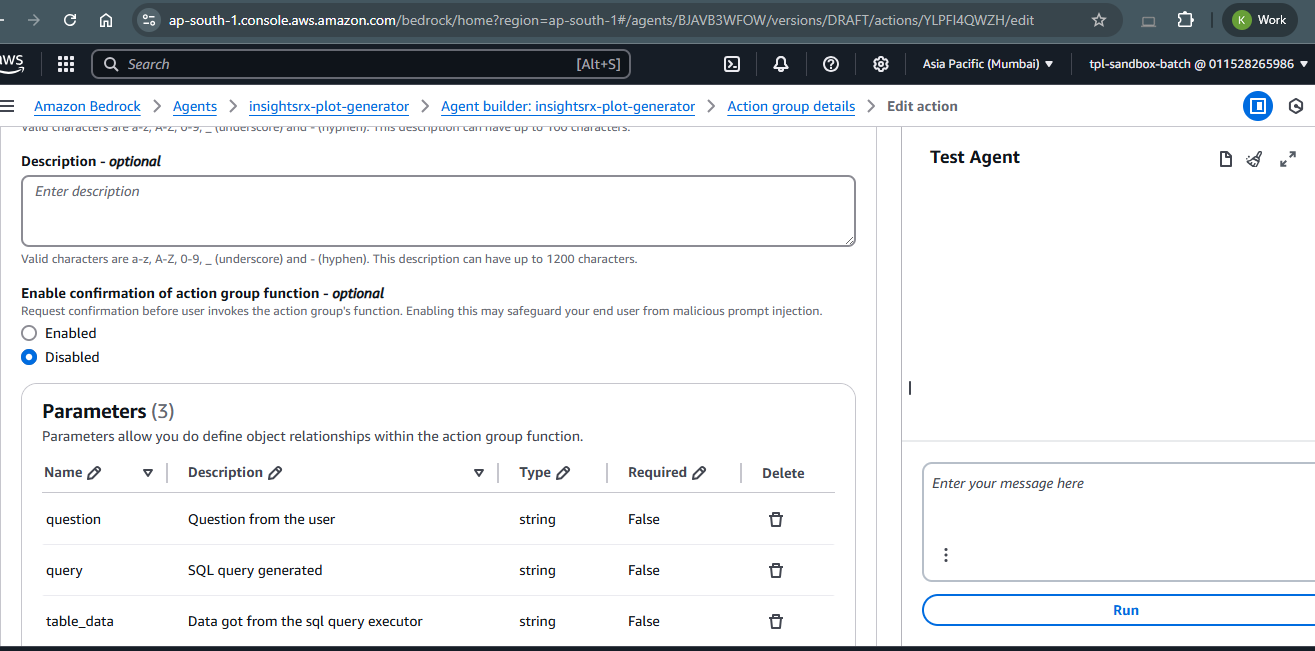 ap-south-1.console.aws.amazon.com/bedrock/home?region=ap-south-1#/agents/BJAVB3WFOW/versions/DRAFT/actions/YLPFI4QWZH/edit
K Work
aws
Search [Alt+S]
Asia Pacific (Mumbai)
tpl-sandbox-batch @ 011528265986
Amazon Bedrock > Agents > insightsrx-plot-generator > Agent builder: insightsrx-plot-generator > Action group details > Edit action
Valid characters are a-z, A-Z, 0-9, _ (underscore) and - (hyphen). This description can have up to 100 characters.
Description - optional
Enter description
Valid characters are a-z, A-Z, 0-9, _ (underscore) and - (hyphen). This description can have up to 1200 characters.
Enable confirmation of action group function - optional
Request confirmation before user invokes the action group's function. Enabling this may safeguard your end user from malicious prompt injection.
Enabled
Disabled
Parameters (3)
Parameters allow you do define object relationships within the action group function.
Name Description Type Required Delete
question Question from the user string False
query SQL query generated string False
table_data Data got from the sql query executor string False
Test Agent
Enter your message here
Run